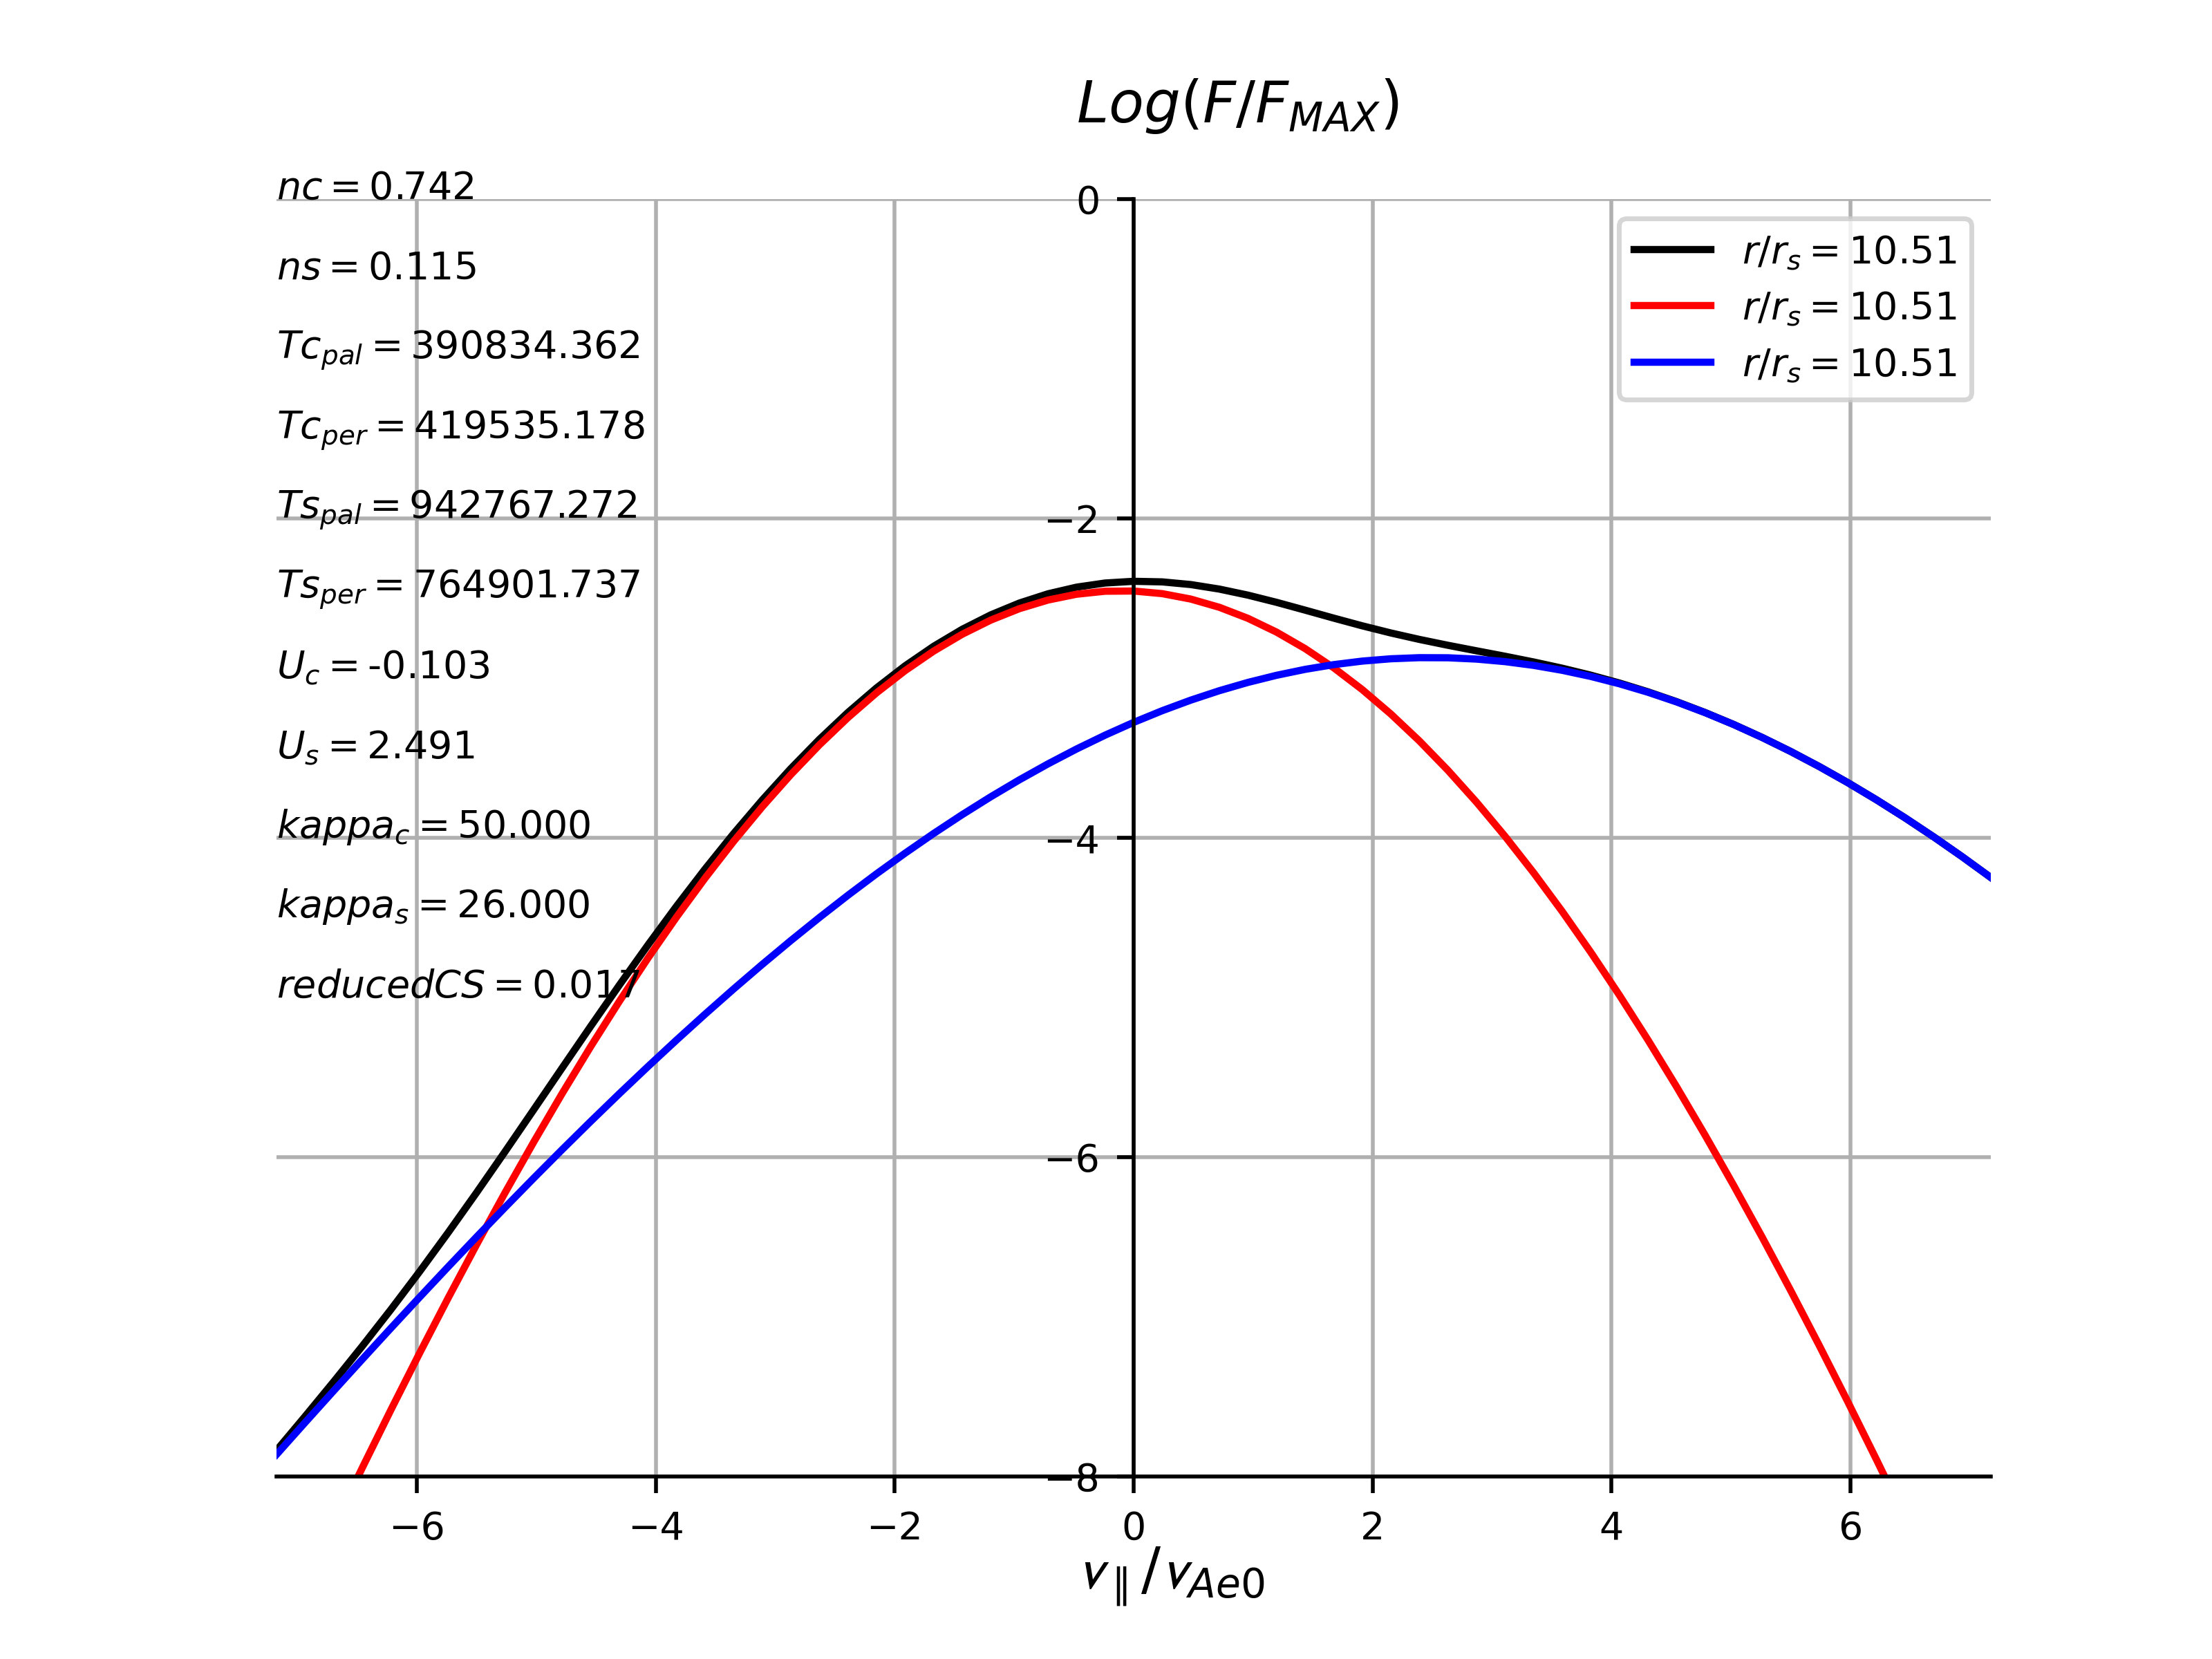 Log(F/F_MAX)
nc = 0.742
ns = 0.115
Tc_pal = 390834.362
Tc_per = 419535.178
Ts_pal = 942767.272
Ts_per = 764901.737
U_c = -0.103
U_s = 2.491
kappa_c = 50.000
kappa_s = 26.000
reducedCS = 0.017
0
−2
−4
−6
−8
r/r_s = 10.51
r/r_s = 10.51
r/r_s = 10.51
−6 −4 −2 0 2 4 6
v_∥/v_Ae0